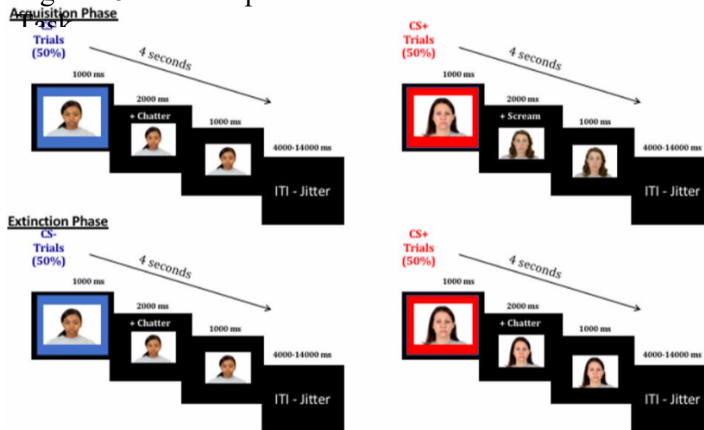 Acquisition Phase
Task
CS-
Trials
(50%)
4 seconds
1000 ms
2000 ms
+ Chatter
1000 ms
4000-14000 ms
ITI - Jitter
CS+
Trials
(50%)
4 seconds
1000 ms
2000 ms
+ Scream
1000 ms
4000-14000 ms
ITI - Jitter
Extinction Phase
CS-
Trials
(50%)
4 seconds
1000 ms
2000 ms
+ Chatter
1000 ms
4000-14000 ms
ITI - Jitter
CS+
Trials
(50%)
4 seconds
1000 ms
2000 ms
+ Chatter
1000 ms
4000-14000 ms
ITI - Jitter